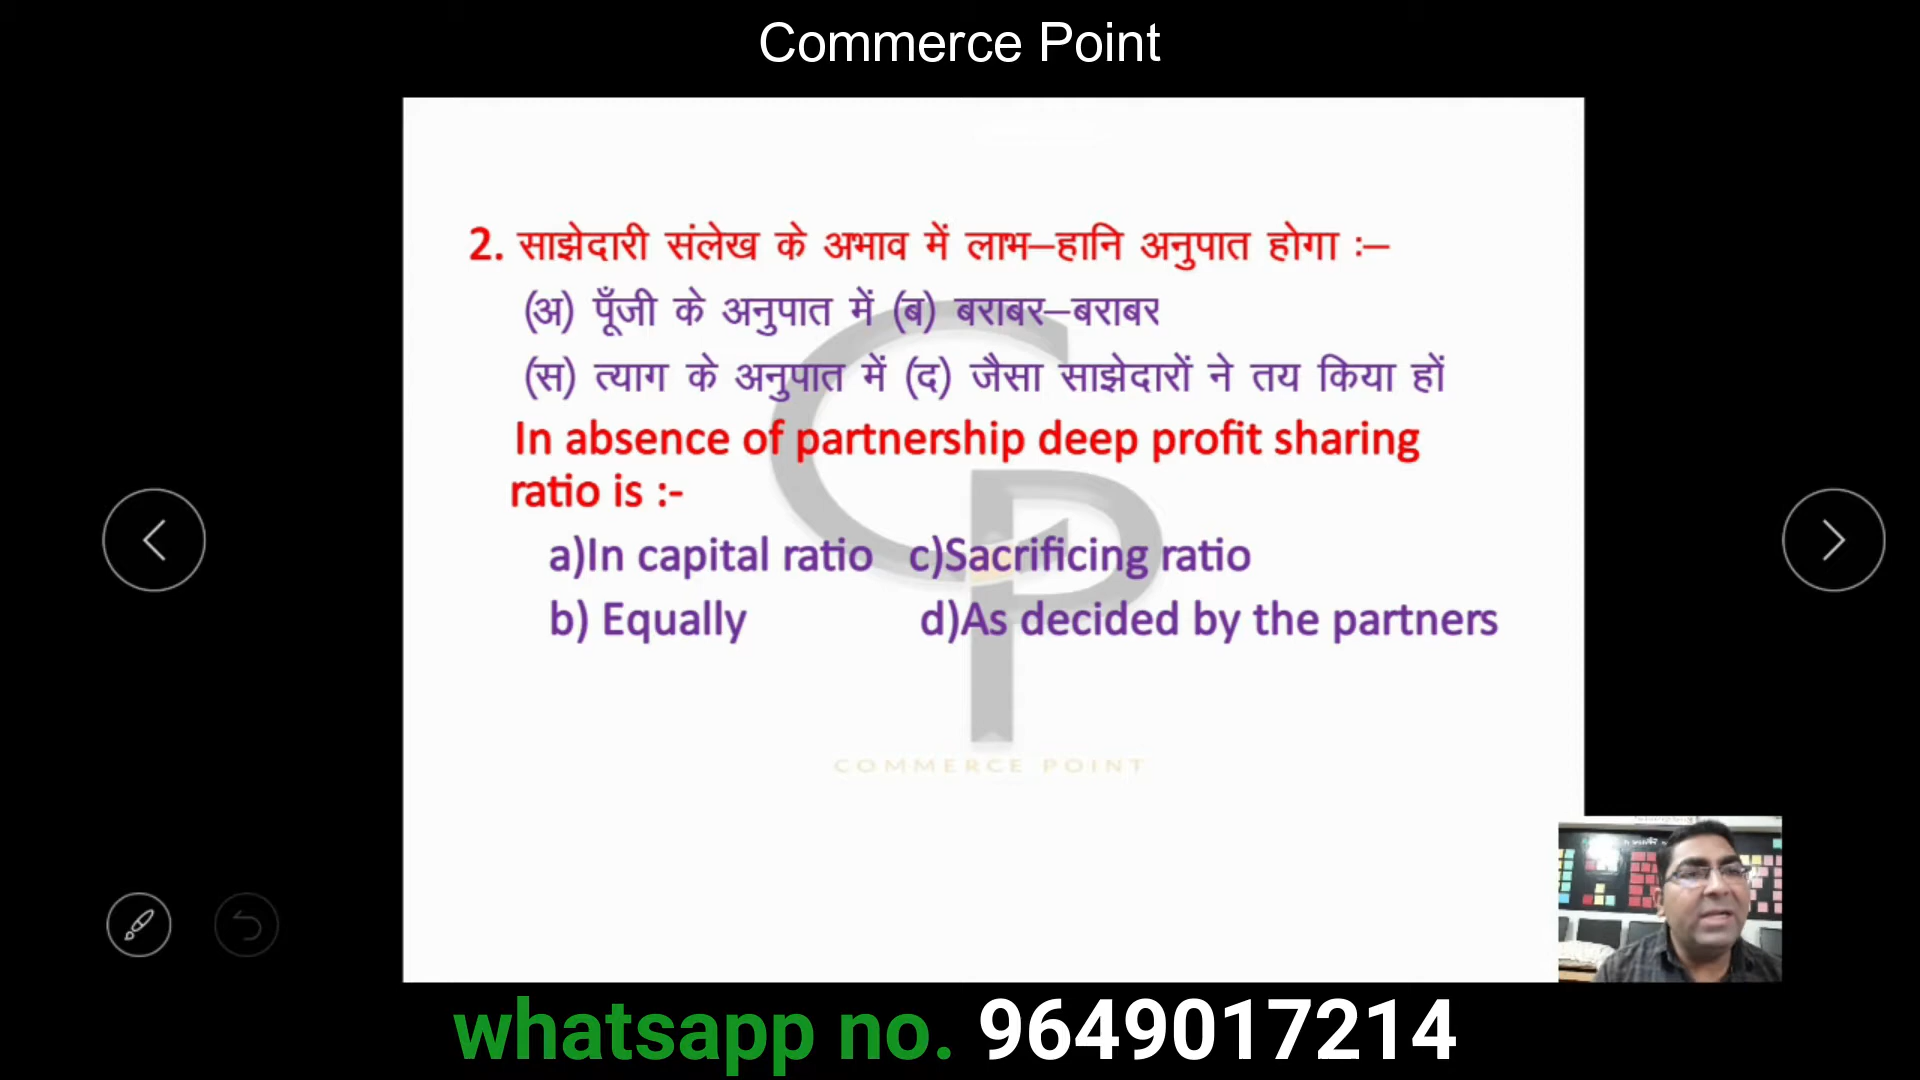 Commerce Point
2. साझेदारी संलेख के अभाव में लाभ–हानि अनुपात होगा :–
(अ) पूँजी के अनुपात में (ब) बराबर–बराबर
(स) त्याग के अनुपात में (द) जैसा साझेदारों ने तय किया हों
In absence of partnership deep profit sharing
ratio is :-
a)In capital ratio c)Sacrificing ratio
b) Equally d)As decided by the partners
COMMERCE POINT
whatsapp no. 9649017214